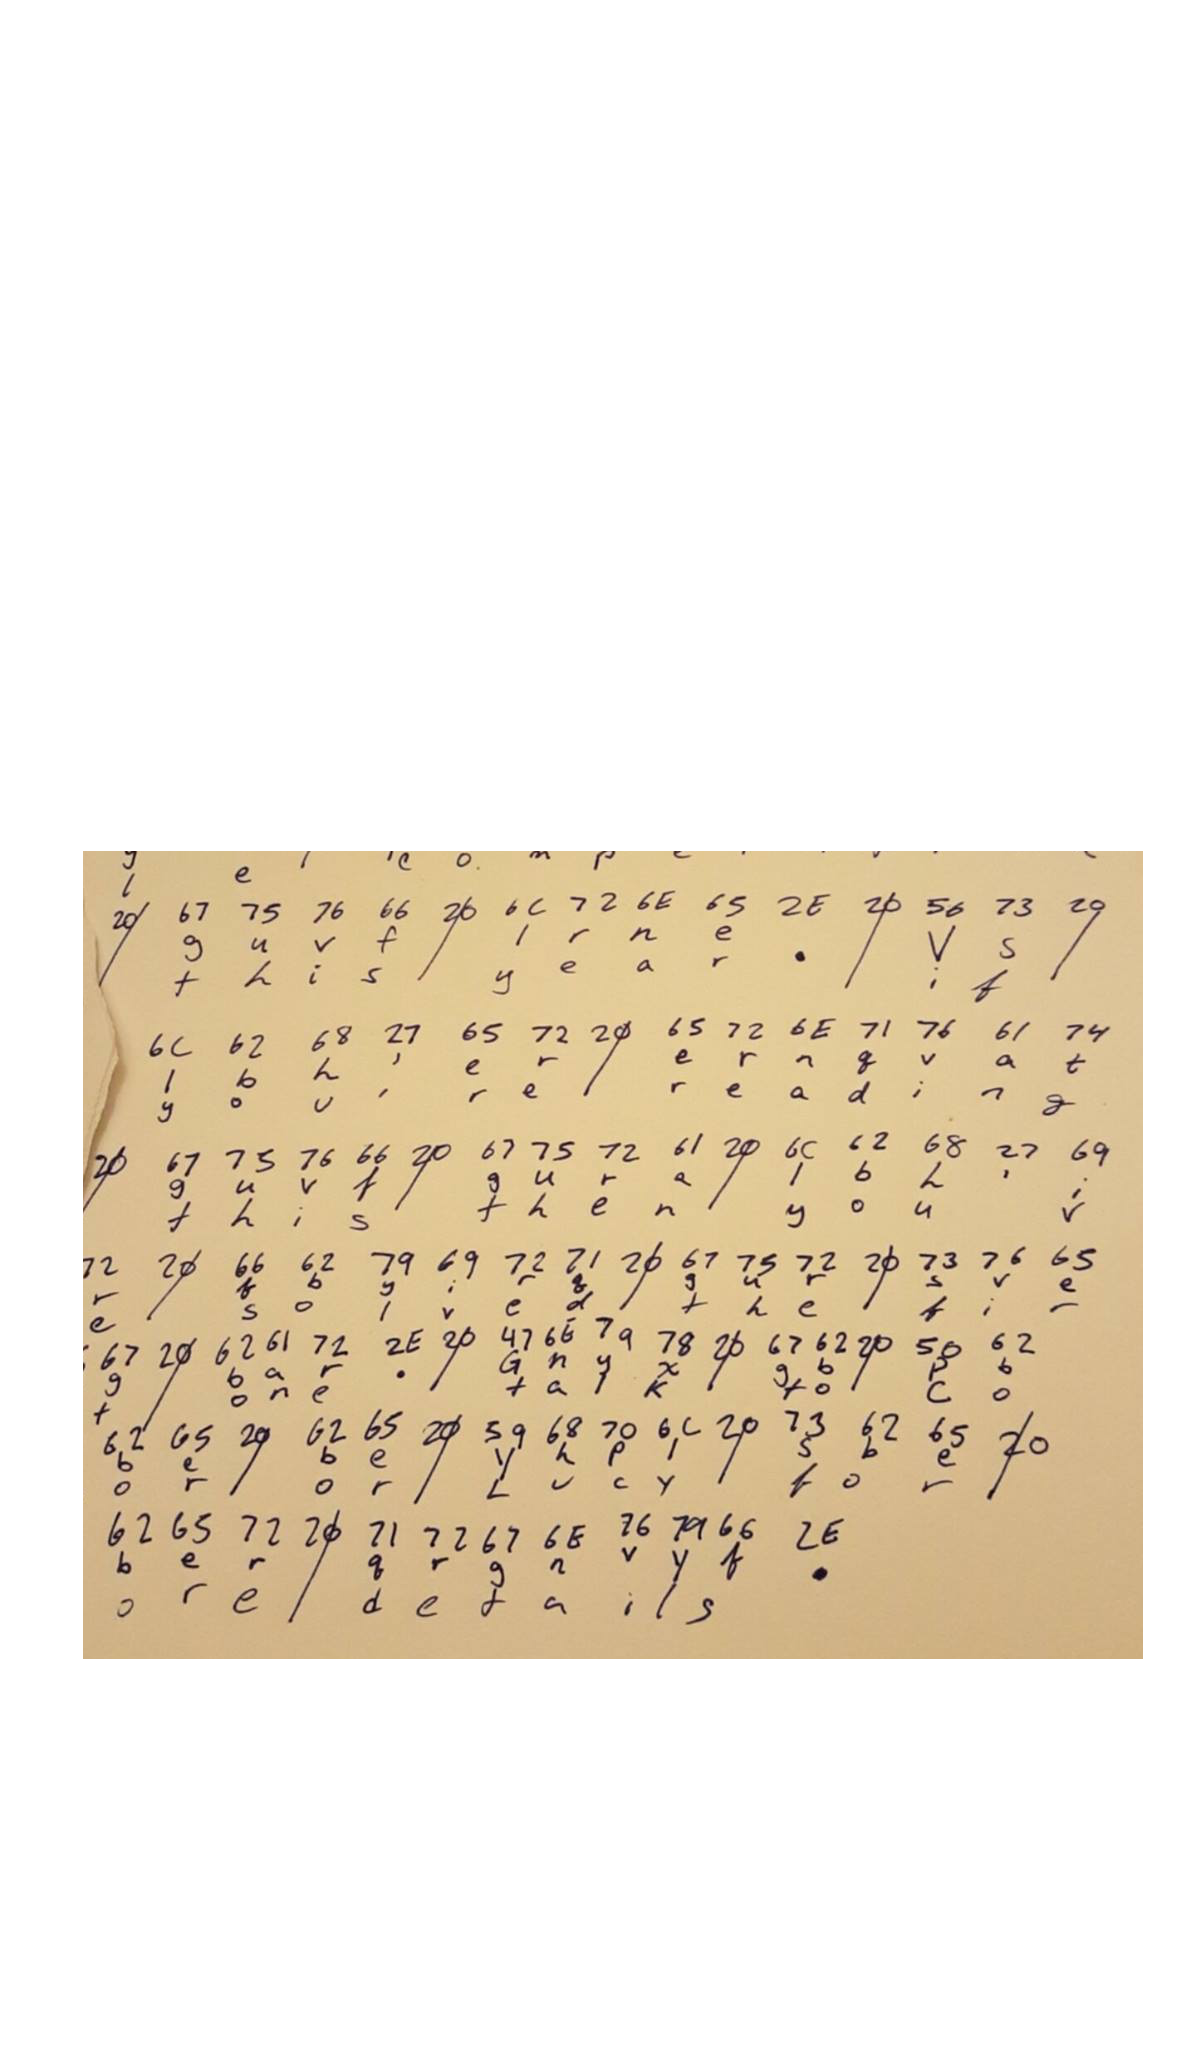 y e r c o. m p e
l e
20/ 67 75 76 66 20 6C 72 6E 65 2E 20 56 73 29
g u v f l r n e . V s
t h i s / y e a r / i f /
6C 62 68 27 65 72 20 65 72 6E 71 76 61 74
l b h ' e r e r n q v a t
y o u ' r e / r e a d i n g
20 67 75 76 66 20 67 75 72 61 20 6C 62 68 27 69
g u v f g u r a l b h ' i
t h i s / t h e n / y o u v
72 20 66 62 79 69 72 71 20 67 75 72 20 73 76 65
r f b y i r q g u r s v e
e / s o l v e d / t h e / f i r
67 20 62 61 72 2E 20 47 6E 79 78 20 67 62 20 50 62
g b a r . G n y x g b P b
t / o n e / t a l k / t o / C o
62 65 20 62 65 20 59 68 70 6C 20 73 62 65 20
b e b e Y h p l s b e
o r / o r / L u c y / f o r /
62 65 72 20 71 72 67 6E 76 79 66 2E
b e r q r g n v y f .
o r e / d e t a i l s